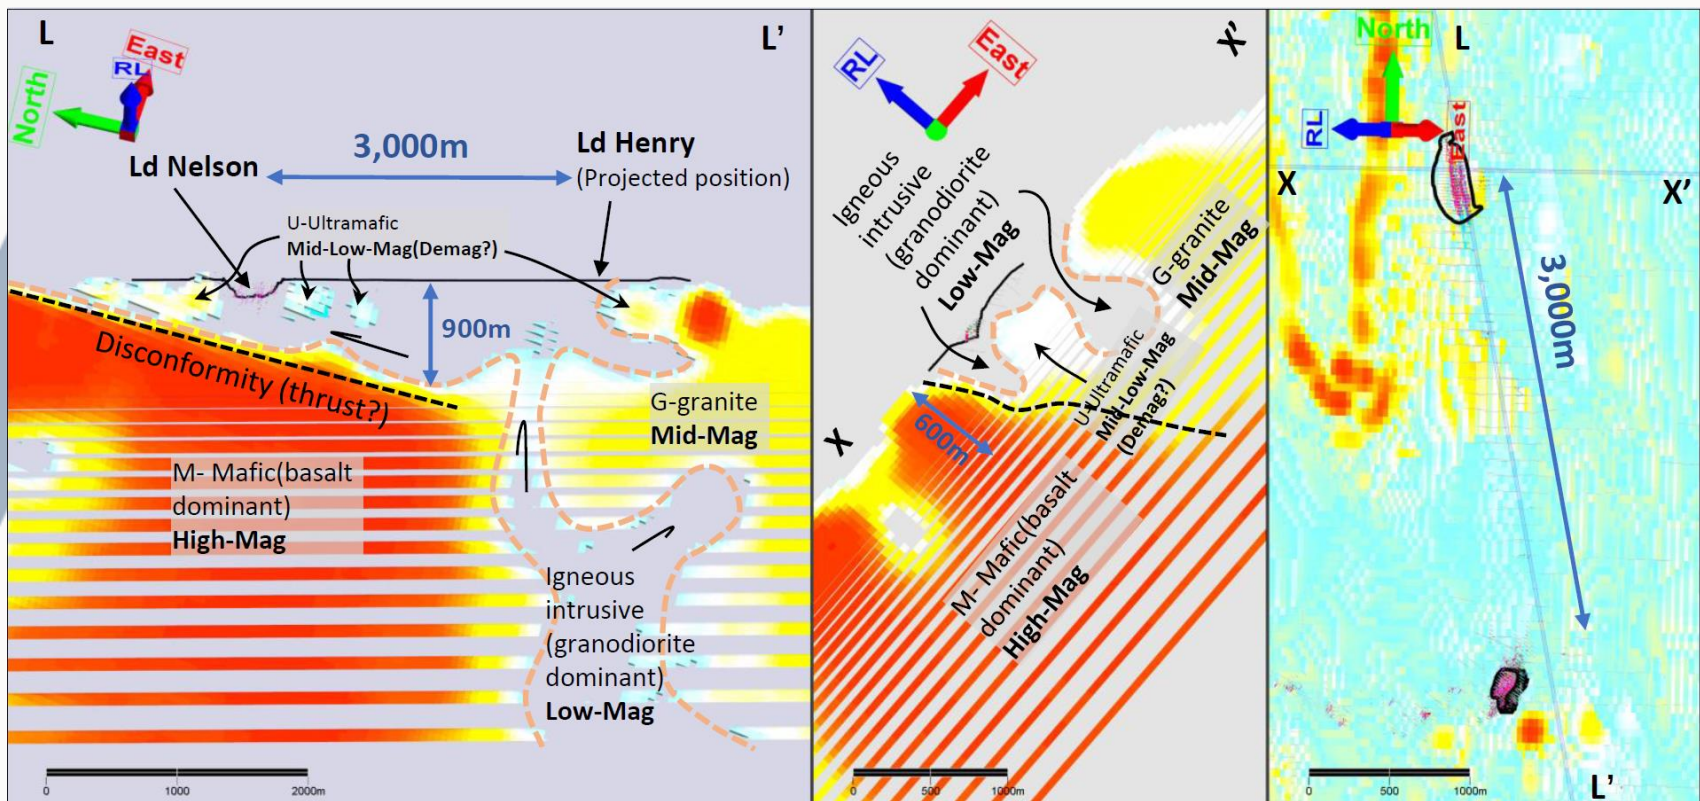 L
L'
East
RL
North
3,000m
Ld Nelson
Ld Henry
(Projected position)
U-Ultramafic
Mid-Low-Mag(Demag?)
900m
Disconformity (thrust?)
G-granite
Mid-Mag
M- Mafic(basalt
dominant)
High-Mag
Igneous
intrusive
(granodiorite
dominant)
Low-Mag
0
1000
2000m
X'
RL
East
Igneous
intrusive
(granodiorite
dominant)
Low-Mag
G-granite
Mid-Mag
U-Ultramafic
Mid-Low-Mag
(Demag?)
X
600m
M- Mafic(basalt
dominant)
High-Mag
0
500
1000m
North
L
RL
East
X
X'
3,000m
0
500
1000m
L'